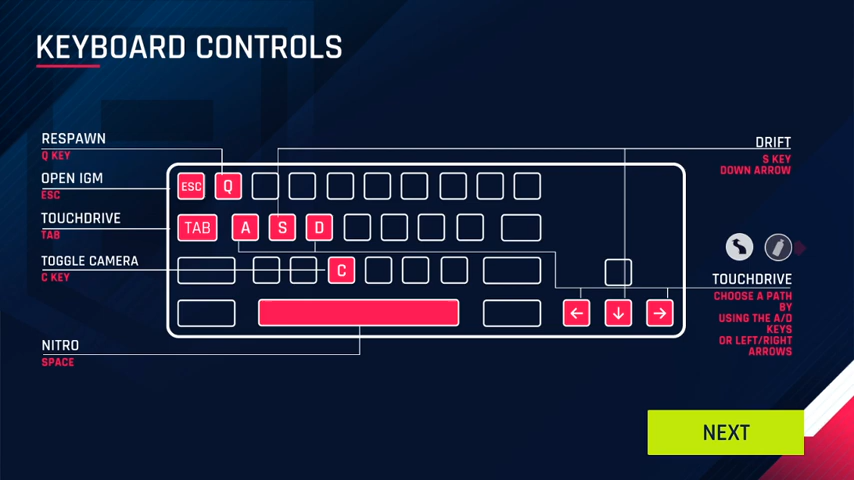 KEYBOARD CONTROLS
RESPAWN
Q KEY
OPEN IGM
ESC
TOUCHDRIVE
TAB
TOGGLE CAMERA
C KEY
NITRO
SPACE
ESC Q
TAB A S D
C
← ↓ →
DRIFT
S KEY
DOWN ARROW
TOUCHDRIVE
CHOOSE A PATH
BY
USING THE A/D
KEYS
OR LEFT/RIGHT
ARROWS
NEXT